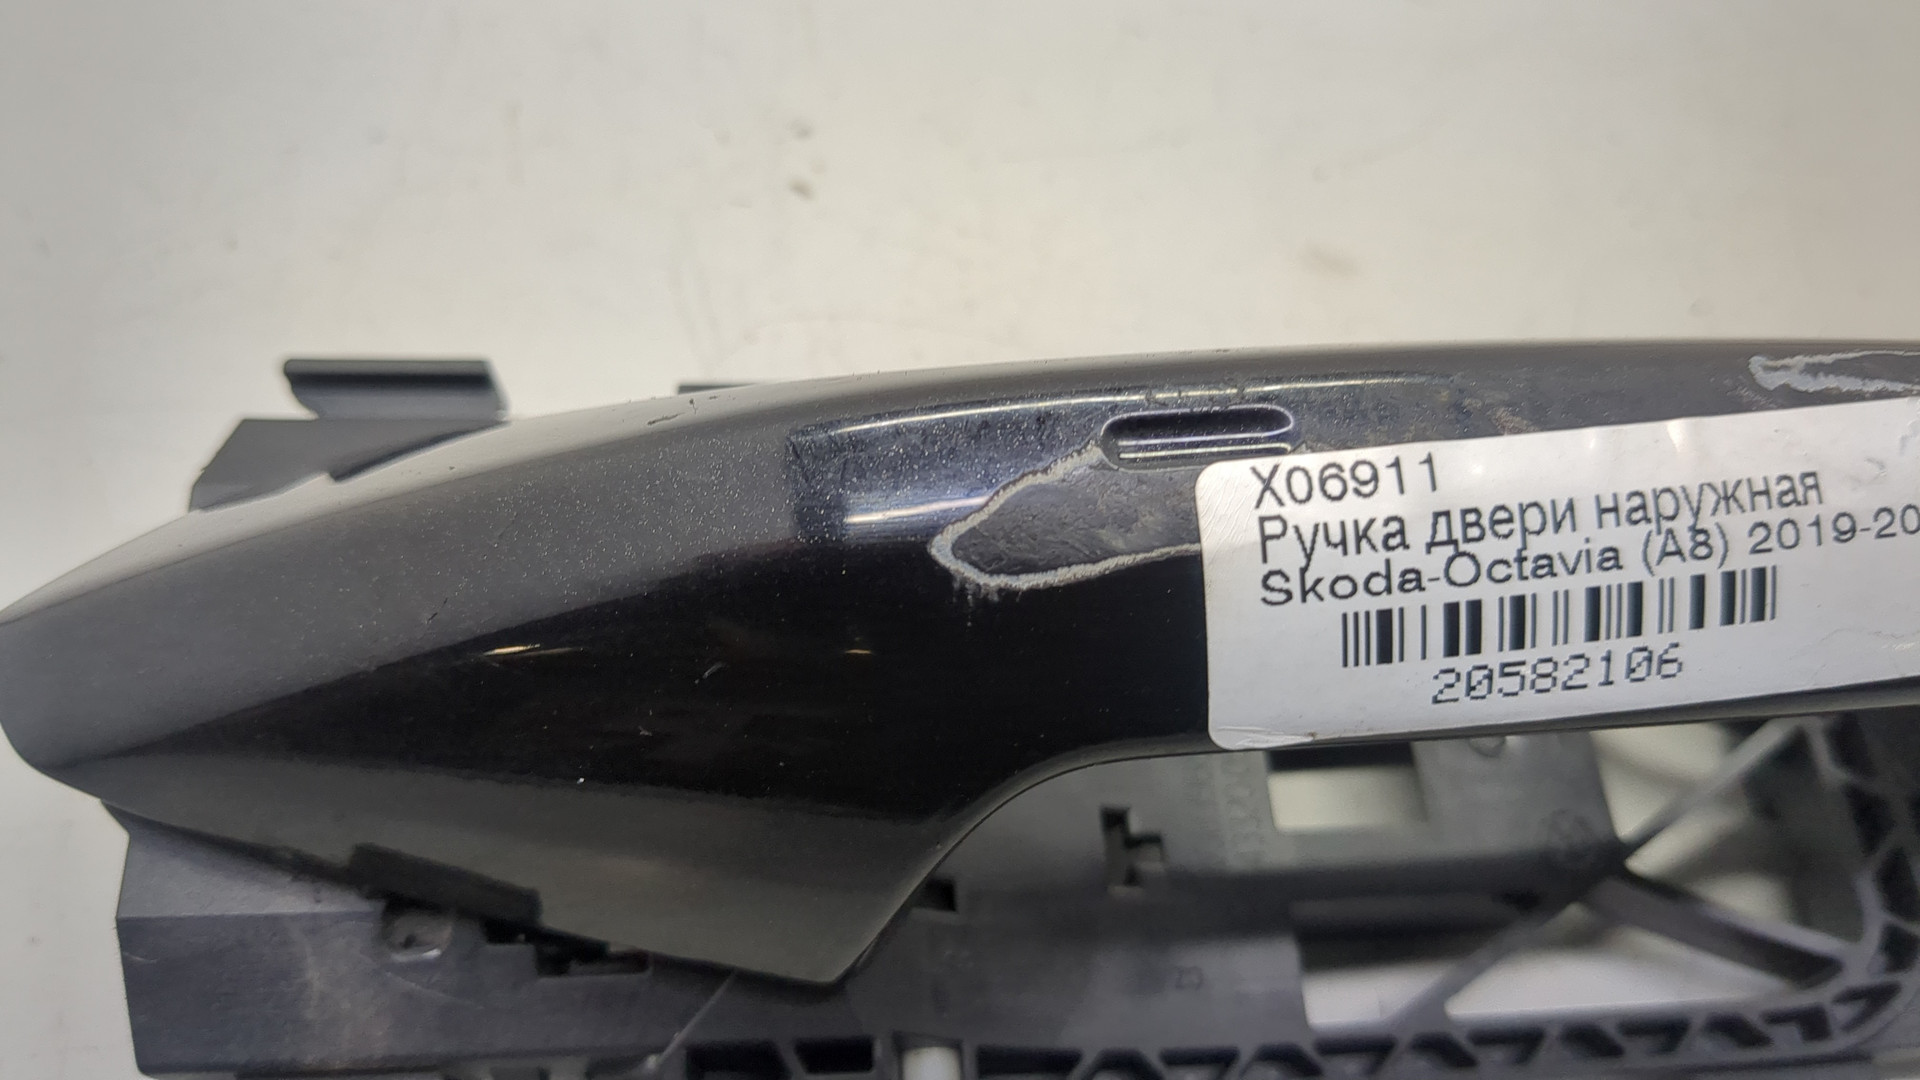 X06911
Ручка двери наружная
Skoda-Octavia (A8) 2019-20
20582106